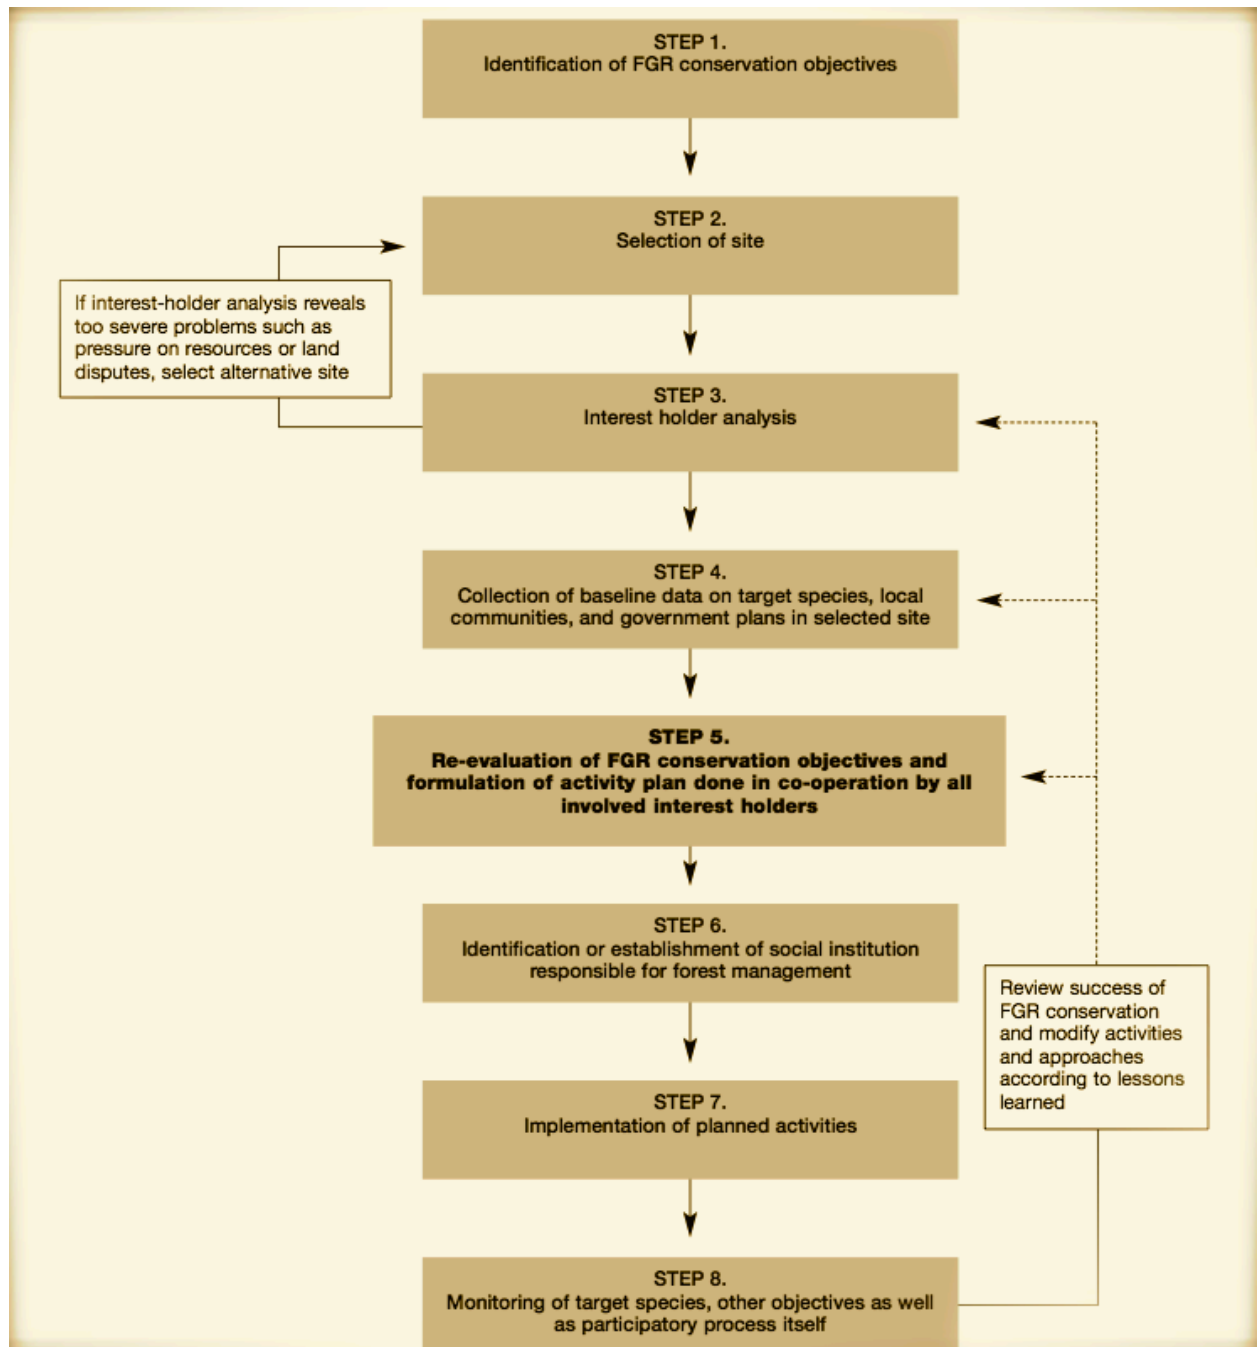 STEP 1.
Identification of FGR conservation objectives
STEP 2.
Selection of site
If interest-holder analysis reveals
too severe problems such as
pressure on resources or land
disputes, select alternative site
STEP 3.
Interest holder analysis
STEP 4.
Collection of baseline data on target species, local
communities, and government plans in selected site
STEP 5.
Re-evaluation of FGR conservation objectives and
formulation of activity plan done in co-operation by all
involved interest holders
STEP 6.
Identification or establishment of social institution
responsible for forest management
Review success of
FGR conservation
and modify activities
and approaches
according to lessons
learned
STEP 7.
Implementation of planned activities
STEP 8.
Monitoring of target species, other objectives as well
as participatory process itself